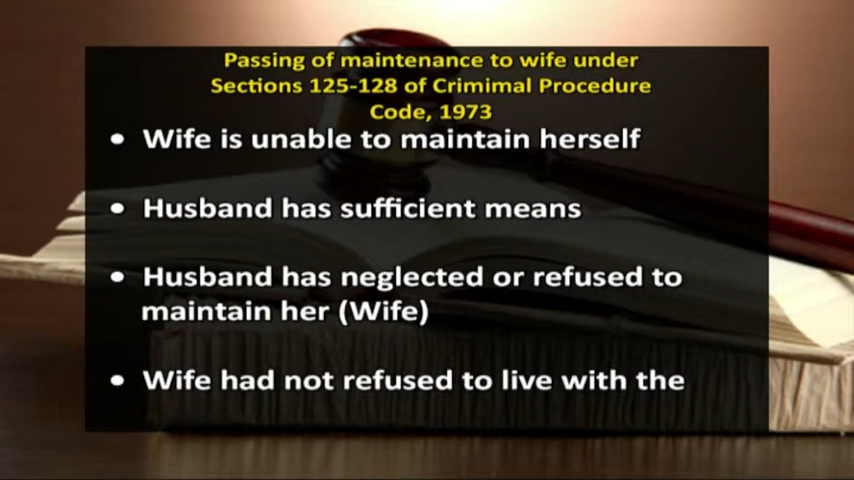 Passing of maintenance to wife under
Sections 125-128 of Crimimal Procedure
Code, 1973
• Wife is unable to maintain herself
• Husband has sufficient means
• Husband has neglected or refused to
maintain her (Wife)
• Wife had not refused to live with the